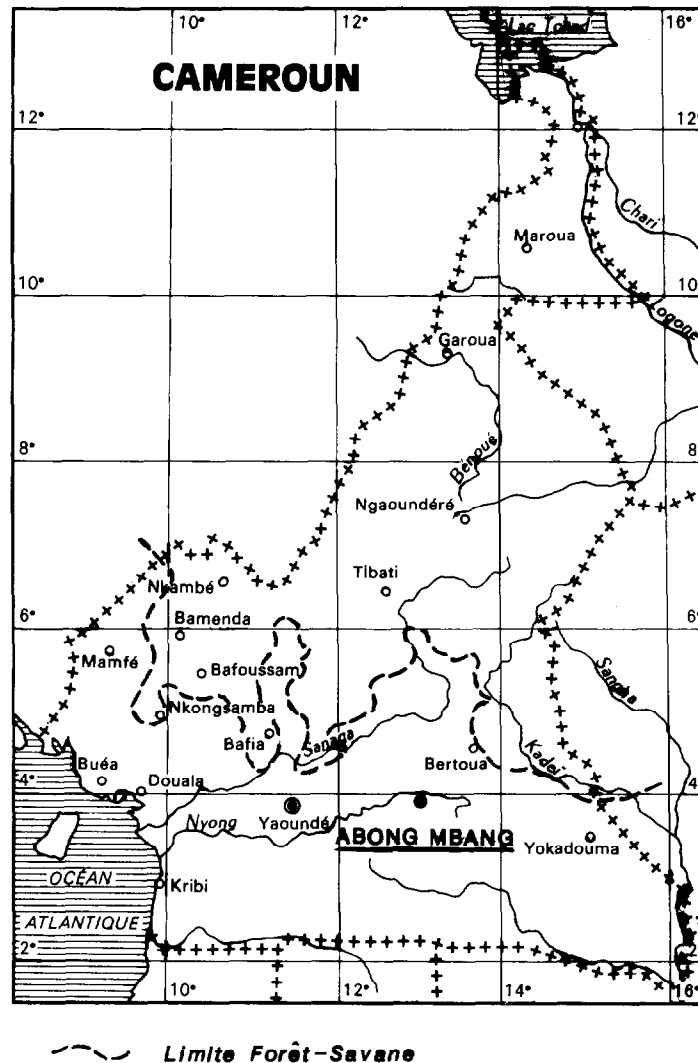 10° 12° 14° 16°
Lac Tchad
CAMEROUN
12° 12°
Chari
Maroua
10° 10°
Logone
Garoua
8° 8°
Bénoué
Ngaoundéré
Tibati
Nkambé
6° 6°
Bamenda
Mamfé
Bafoussam
Sangha
Nkongsamba
Bafia
Sanaga
Bertoua
Kadei
Buéa
4° Douala 4°
Nyong
Yaoundé
ABONG MBANG
Yokadouma
OCÉAN
Kribi
ATLANTIQUE
2° 2°
10° 12° 14° 16°
Limite Forêt-Savane